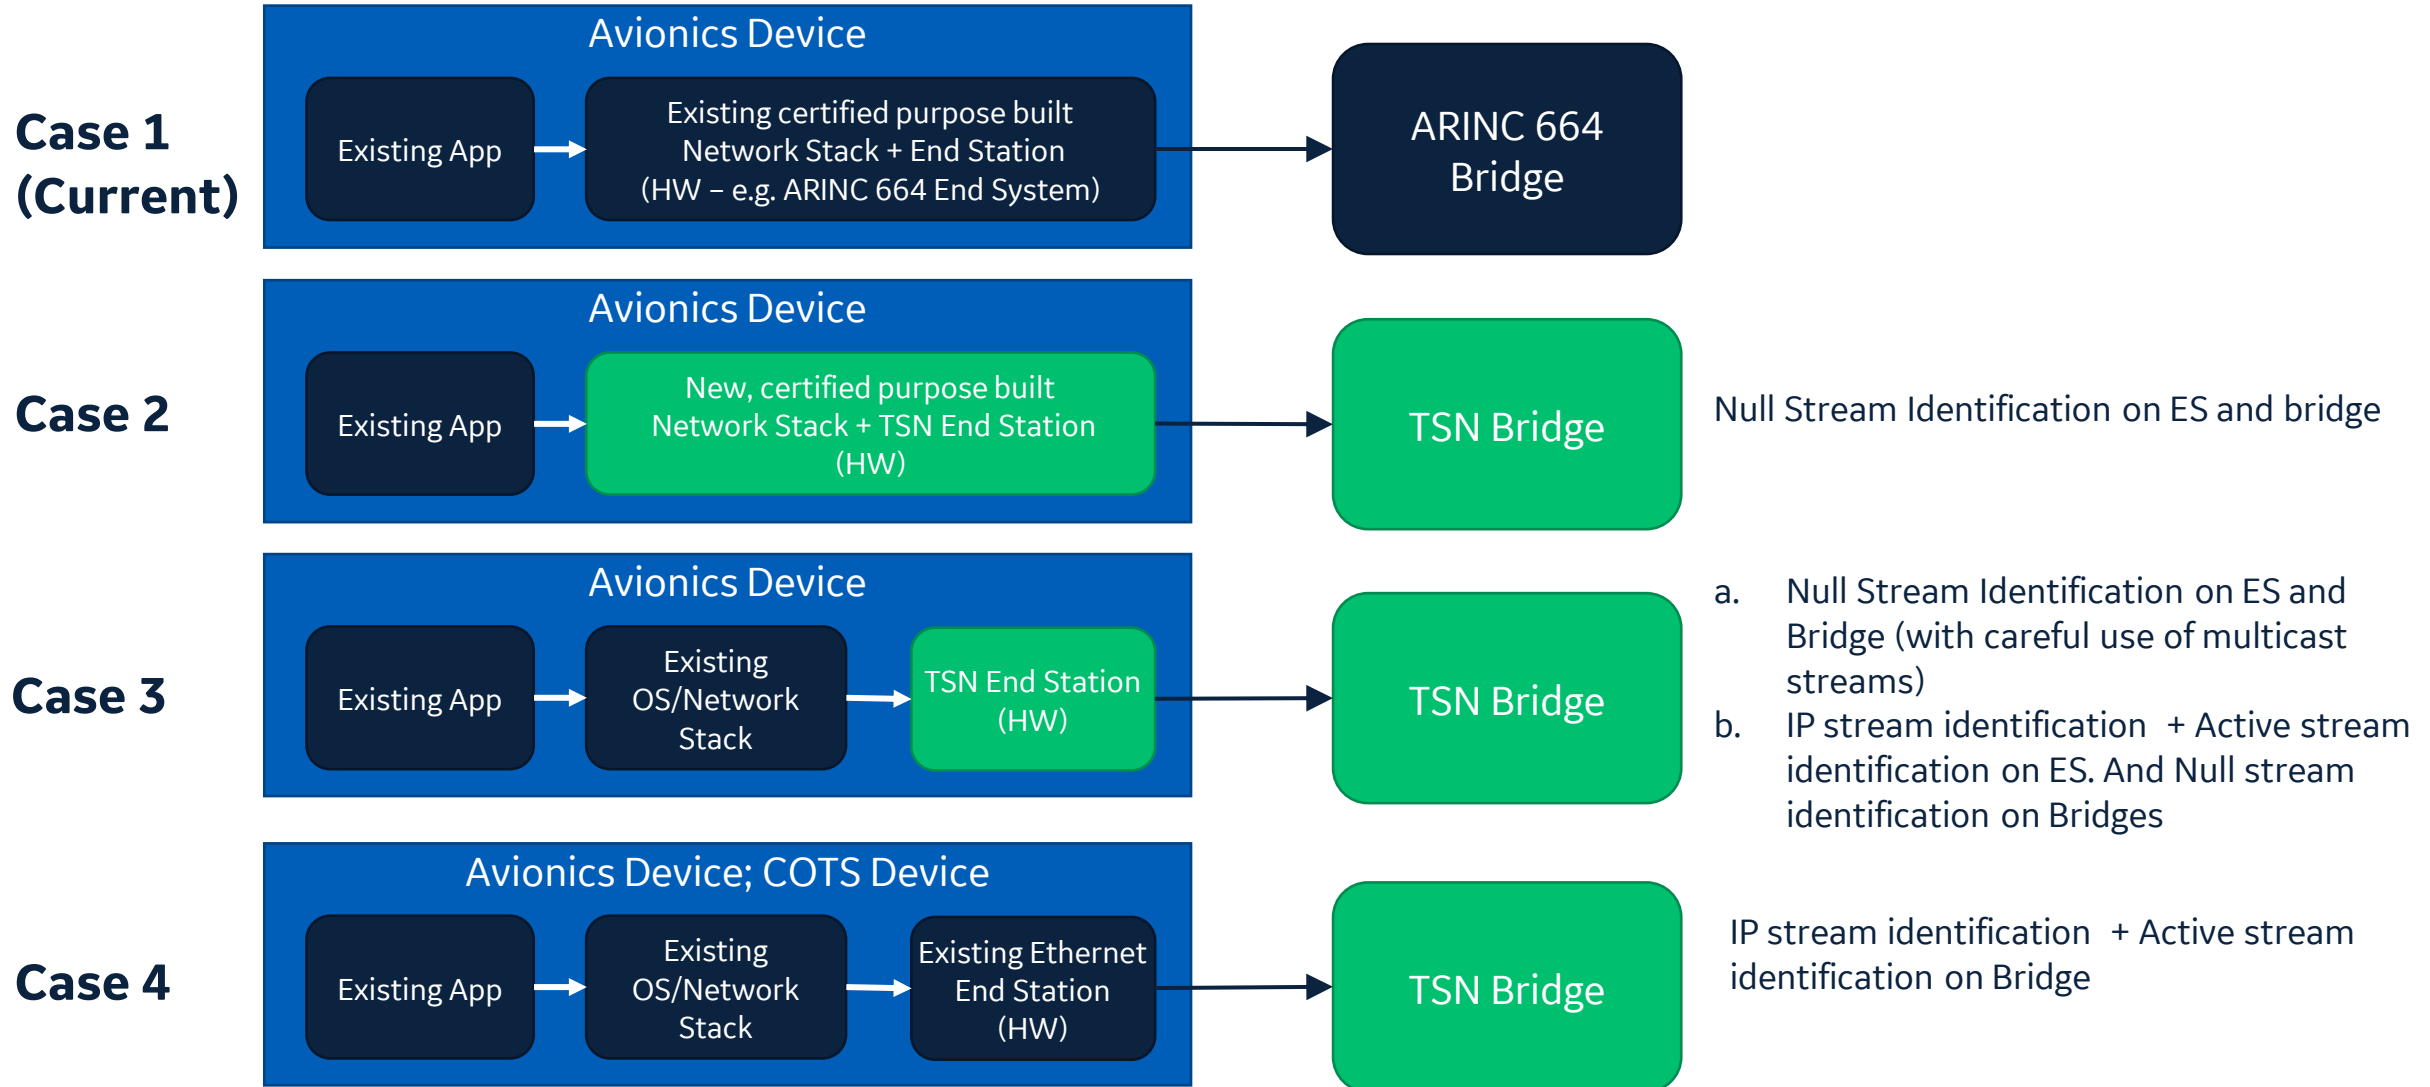 Case 1
(Current)
Avionics Device
Existing App
Existing certified purpose built
Network Stack + End Station
(HW – e.g. ARINC 664 End System)
ARINC 664
Bridge
Case 2
Avionics Device
Existing App
New, certified purpose built
Network Stack + TSN End Station
(HW)
TSN Bridge
Null Stream Identification on ES and bridge
Case 3
Avionics Device
Existing App
Existing
OS/Network
Stack
TSN End Station
(HW)
TSN Bridge
a. Null Stream Identification on ES and
Bridge (with careful use of multicast
streams)
b. IP stream identification + Active stream
identification on ES. And Null stream
identification on Bridges
Case 4
Avionics Device; COTS Device
Existing App
Existing
OS/Network
Stack
Existing Ethernet
End Station
(HW)
TSN Bridge
IP stream identification + Active stream
identification on Bridge